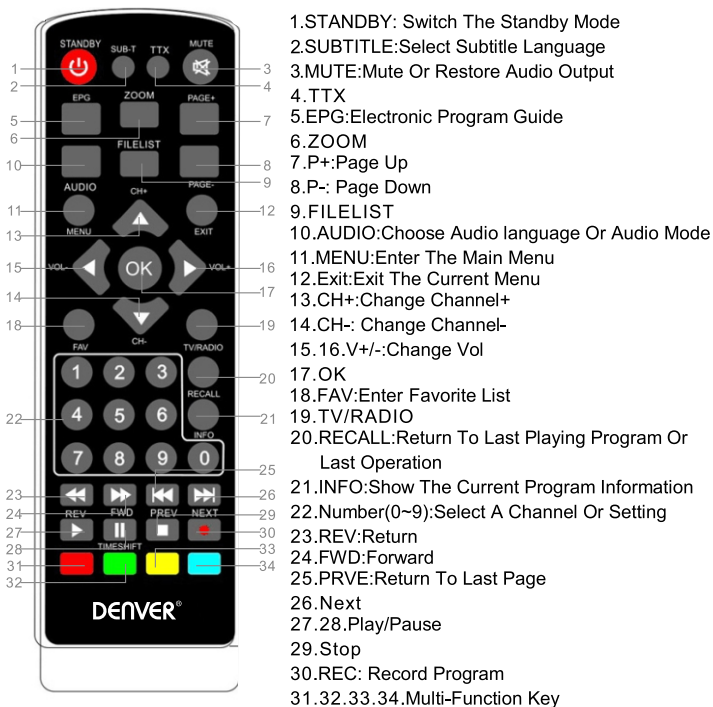 STANDBY SUB-T TTX MUTE
1 2 3 4
EPG ZOOM PAGE+
5 6 7
FILELIST
10 8 9
AUDIO CH+ PAGE-
11 12
MENU EXIT
13
15 VOL- OK VOL+ 16
14 17
18 19
FAV CH- TV/RADIO
1 2 3
20
RECALL
22 4 5 6 21
INFO
7 8 9 0
25
23 26
24 REV FWD PREV NEXT 29
27 30
28 TIMESHIFT 33
31 34
32
DENVER®
1.STANDBY: Switch The Standby Mode
2.SUBTITLE:Select Subtitle Language
3.MUTE:Mute Or Restore Audio Output
4.TTX
5.EPG:Electronic Program Guide
6.ZOOM
7.P+:Page Up
8.P-: Page Down
9.FILELIST
10.AUDIO:Choose Audio language Or Audio Mode
11.MENU:Enter The Main Menu
12.Exit:Exit The Current Menu
13.CH+:Change Channel+
14.CH-: Change Channel-
15.16.V+/-:Change Vol
17.OK
18.FAV:Enter Favorite List
19.TV/RADIO
20.RECALL:Return To Last Playing Program Or
Last Operation
21.INFO:Show The Current Program Information
22.Number(0~9):Select A Channel Or Setting
23.REV:Return
24.FWD:Forward
25.PRVE:Return To Last Page
26.Next
27.28.Play/Pause
29.Stop
30.REC: Record Program
31.32.33.34.Multi-Function Key